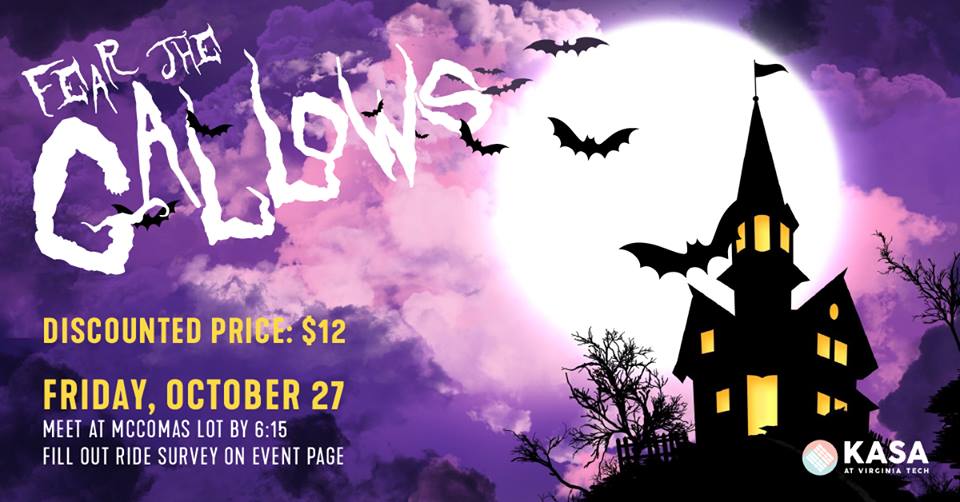 FEAR THE
GALLOWS
DISCOUNTED PRICE: $12
FRIDAY, OCTOBER 27
MEET AT MCCOMAS LOT BY 6:15
FILL OUT RIDE SURVEY ON EVENT PAGE
KASA
AT VIRGINIA TECH